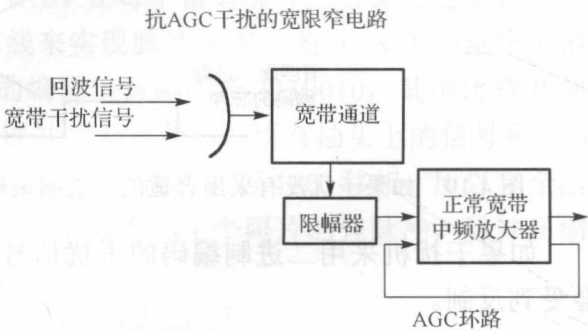 抗AGC干扰的宽限窄电路
回波信号
宽带干扰信号
宽带通道
限幅器
正常宽带
中频放大器
AGC环路